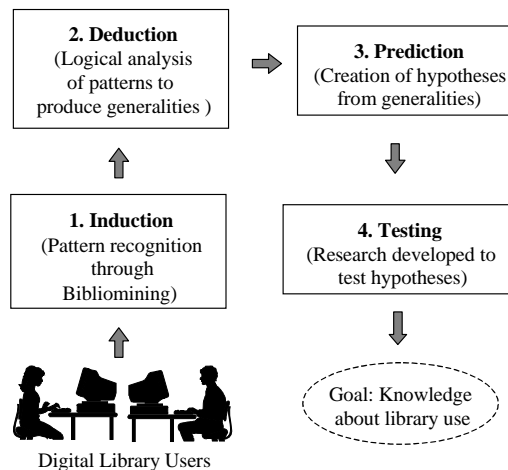 2. Deduction
(Logical analysis
of patterns to
produce generalities )
3. Prediction
(Creation of hypotheses
from generalities)
1. Induction
(Pattern recognition
through
Bibliomining)
4. Testing
(Research developed to
test hypotheses)
Goal: Knowledge
about library use
Digital Library Users